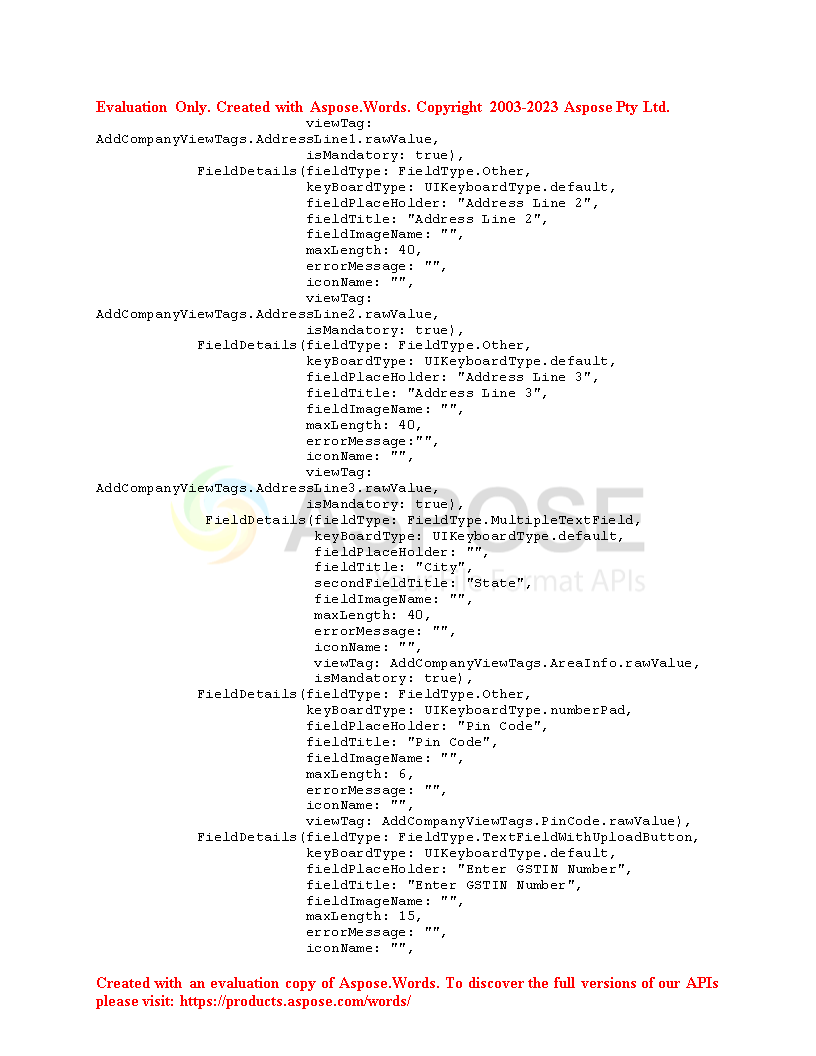 Evaluation Only. Created with Aspose.Words. Copyright 2003-2023 Aspose Pty Ltd.
viewTag:
AddCompanyViewTags.AddressLine1.rawValue,
isMandatory: true),
FieldDetails(fieldType: FieldType.Other,
keyBoardType: UIKeyboardType.default,
fieldPlaceHolder: "Address Line 2",
fieldTitle: "Address Line 2",
fieldImageName: "",
maxLength: 40,
errorMessage: "",
iconName: "",
viewTag:
AddCompanyViewTags.AddressLine2.rawValue,
isMandatory: true),
FieldDetails(fieldType: FieldType.Other,
keyBoardType: UIKeyboardType.default,
fieldPlaceHolder: "Address Line 3",
fieldTitle: "Address Line 3",
fieldImageName: "",
maxLength: 40,
errorMessage:"",
iconName: "",
viewTag:
AddCompanyViewTags.AddressLine3.rawValue,
isMandatory: true),
ASPOSE
FieldDetails(fieldType: FieldType.MultipleTextField,
keyBoardType: UIKeyboardType.default,
fieldPlaceHolder: "",
fieldTitle: "City",
secondFieldTitle: "State",
Format APIs
fieldImageName: "",
maxLength: 40,
errorMessage: "",
iconName: "",
viewTag: AddCompanyViewTags.AreaInfo.rawValue,
isMandatory: true),
FieldDetails(fieldType: FieldType.Other,
keyBoardType: UIKeyboardType.numberPad,
fieldPlaceHolder: "Pin Code",
fieldTitle: "Pin Code",
fieldImageName: "",
maxLength: 6,
errorMessage: "",
iconName: "",
viewTag: AddCompanyViewTags.PinCode.rawValue),
FieldDetails(fieldType: FieldType.TextFieldWithUploadButton,
keyBoardType: UIKeyboardType.default,
fieldPlaceHolder: "Enter GSTIN Number",
fieldTitle: "Enter GSTIN Number",
fieldImageName: "",
maxLength: 15,
errorMessage: "",
iconName: "",
Created with an evaluation copy of Aspose.Words. To discover the full versions of our APIs
please visit: https://products.aspose.com/words/